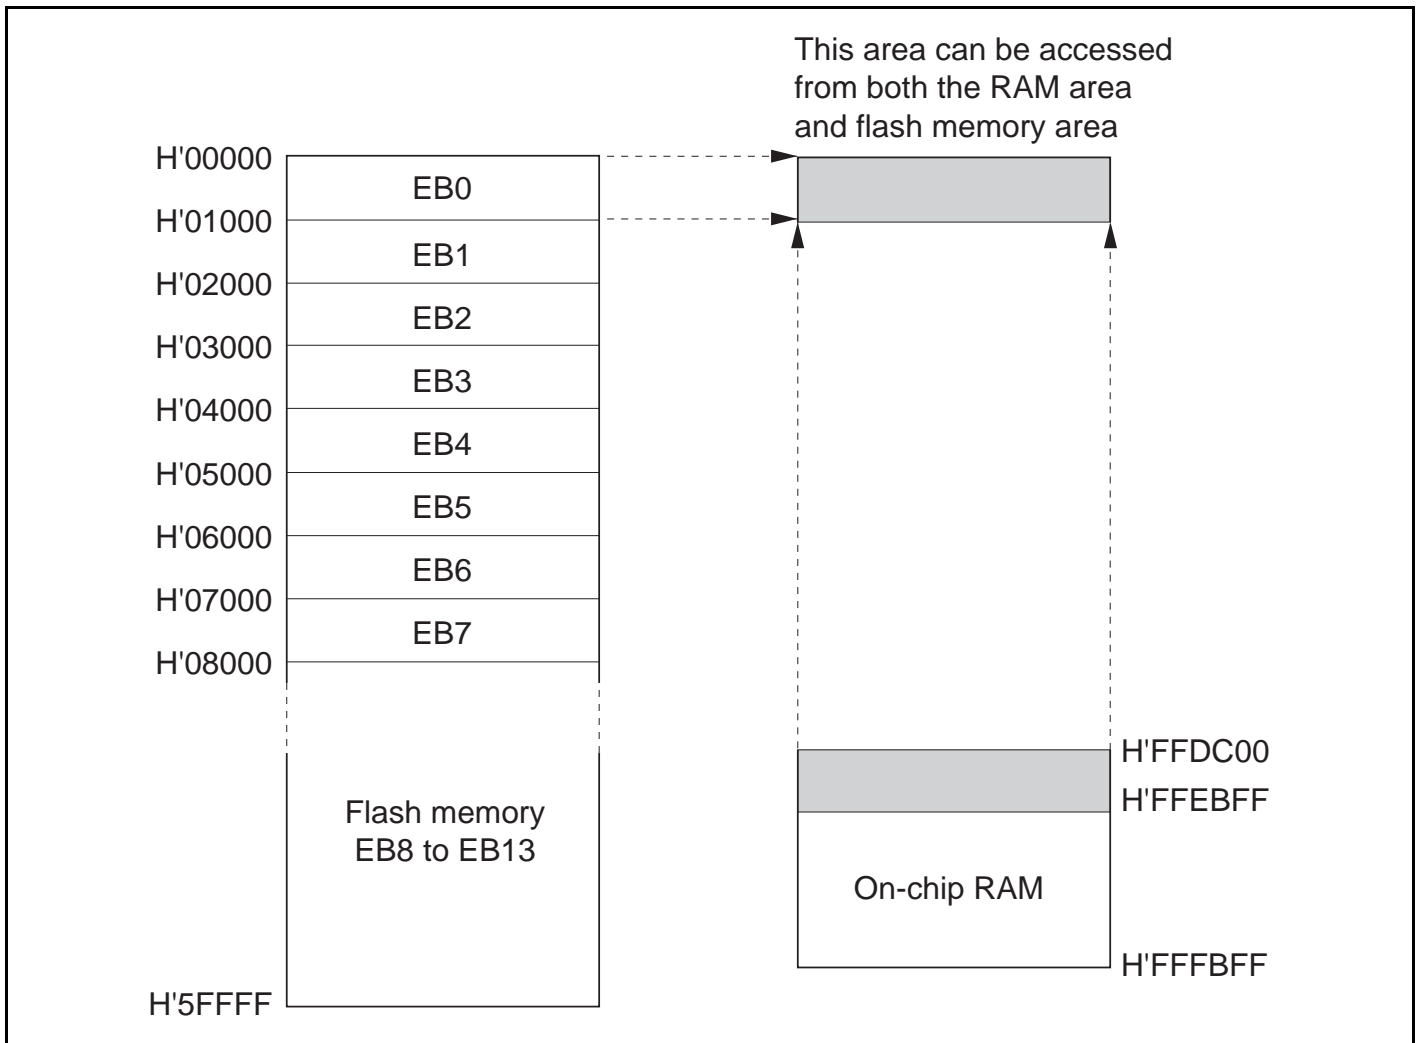 This area can be accessed
from both the RAM area
and flash memory area
H'00000
EB0
H'01000
EB1
H'02000
EB2
H'03000
EB3
H'04000
EB4
H'05000
EB5
H'06000
EB6
H'07000
EB7
H'08000
Flash memory
EB8 to EB13
H'5FFFF
H'FFDC00
H'FFEBFF
On-chip RAM
H'FFFBFF